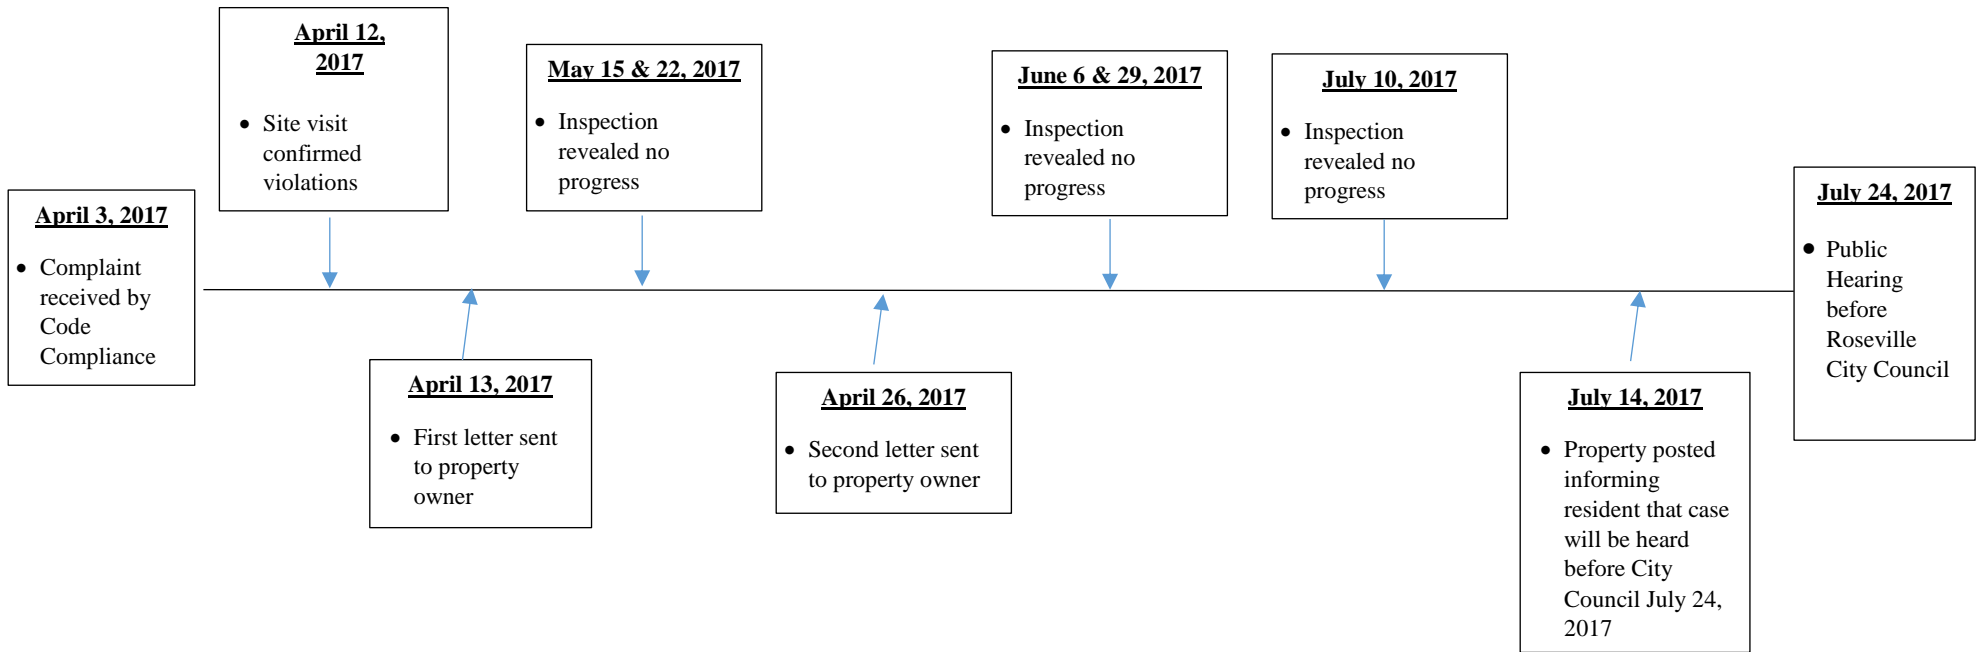 April 3, 2017
• Complaint
received by
Code
Compliance
April 12,
2017
• Site visit
confirmed
violations
April 13, 2017
• First letter sent
to property
owner
May 15 & 22, 2017
• Inspection
revealed no
progress
April 26, 2017
• Second letter sent
to property owner
June 6 & 29, 2017
• Inspection
revealed no
progress
July 10, 2017
• Inspection
revealed no
progress
July 14, 2017
• Property posted
informing
resident that case
will be heard
before City
Council July 24,
2017
July 24, 2017
• Public
Hearing
before
Roseville
City Council